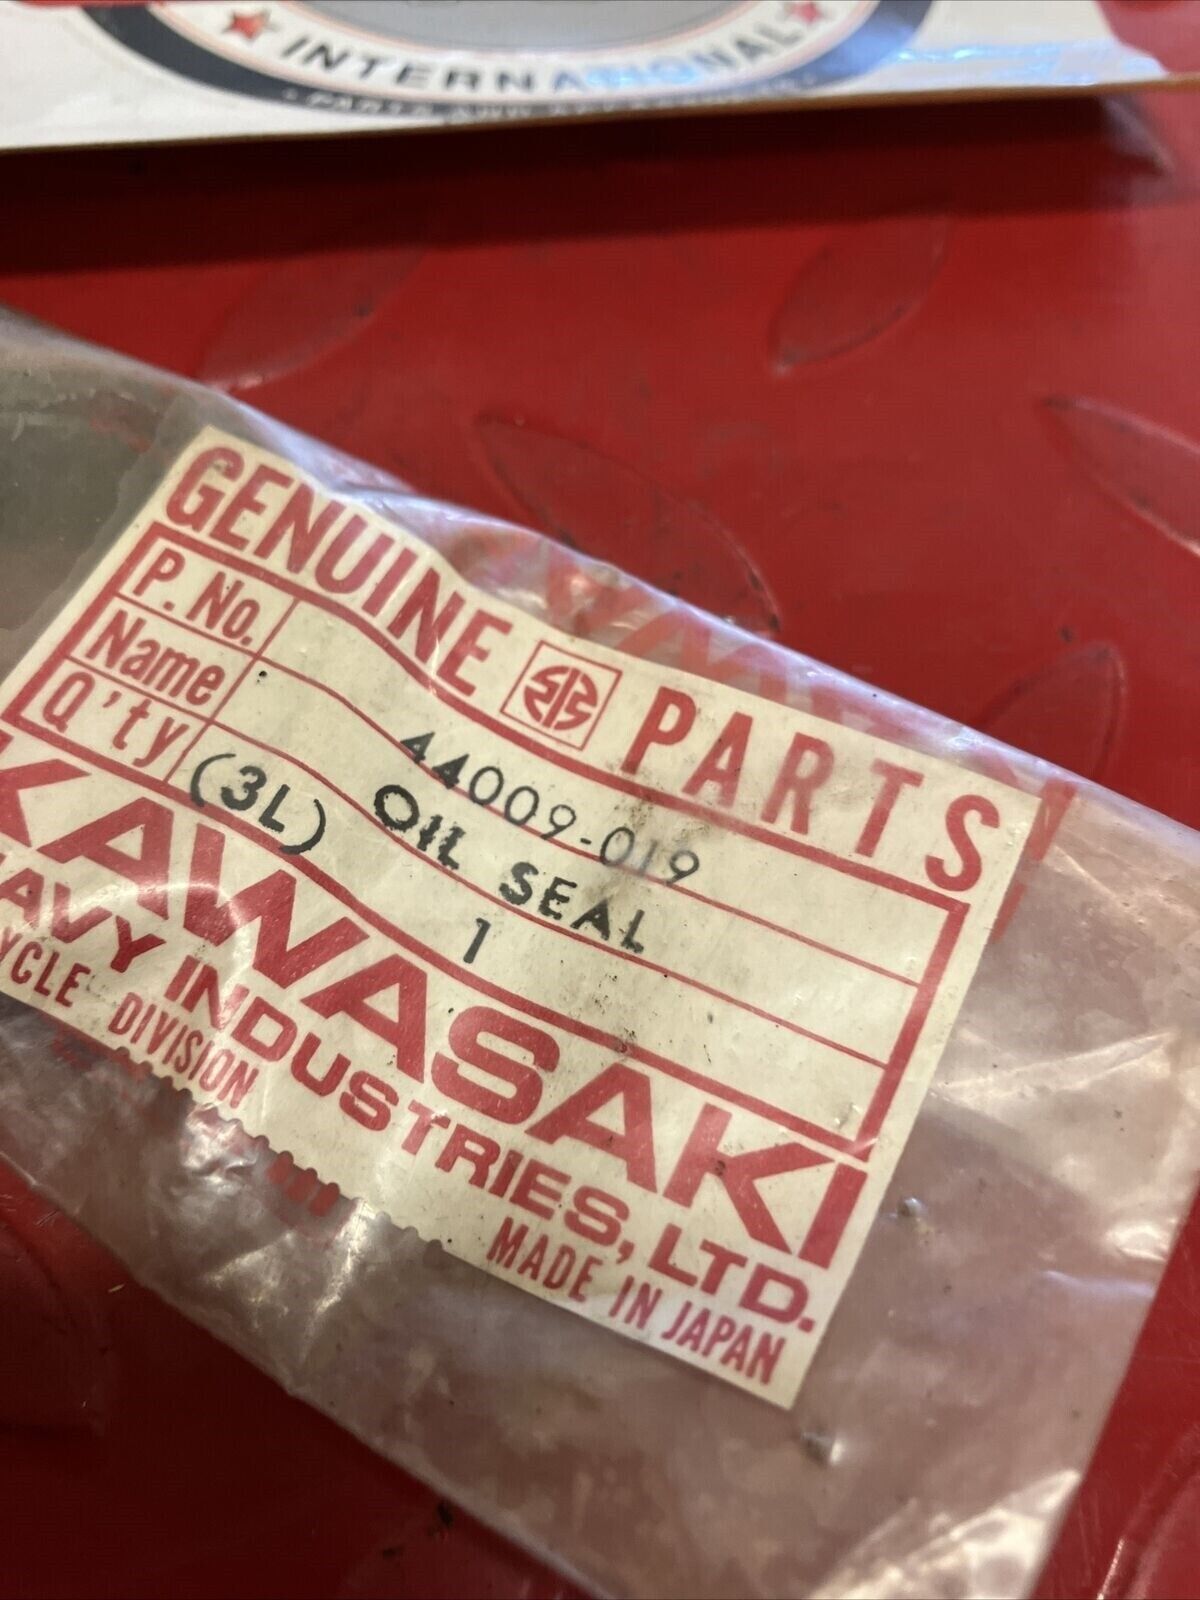 INTERNATIONAL
GENUINE PARTS
P. No. 44009-019
Name OIL SEAL
Q'ty (3L) 1
KAWASAKI
HEAVY INDUSTRIES, LTD.
YCLE DIVISION MADE IN JAPAN